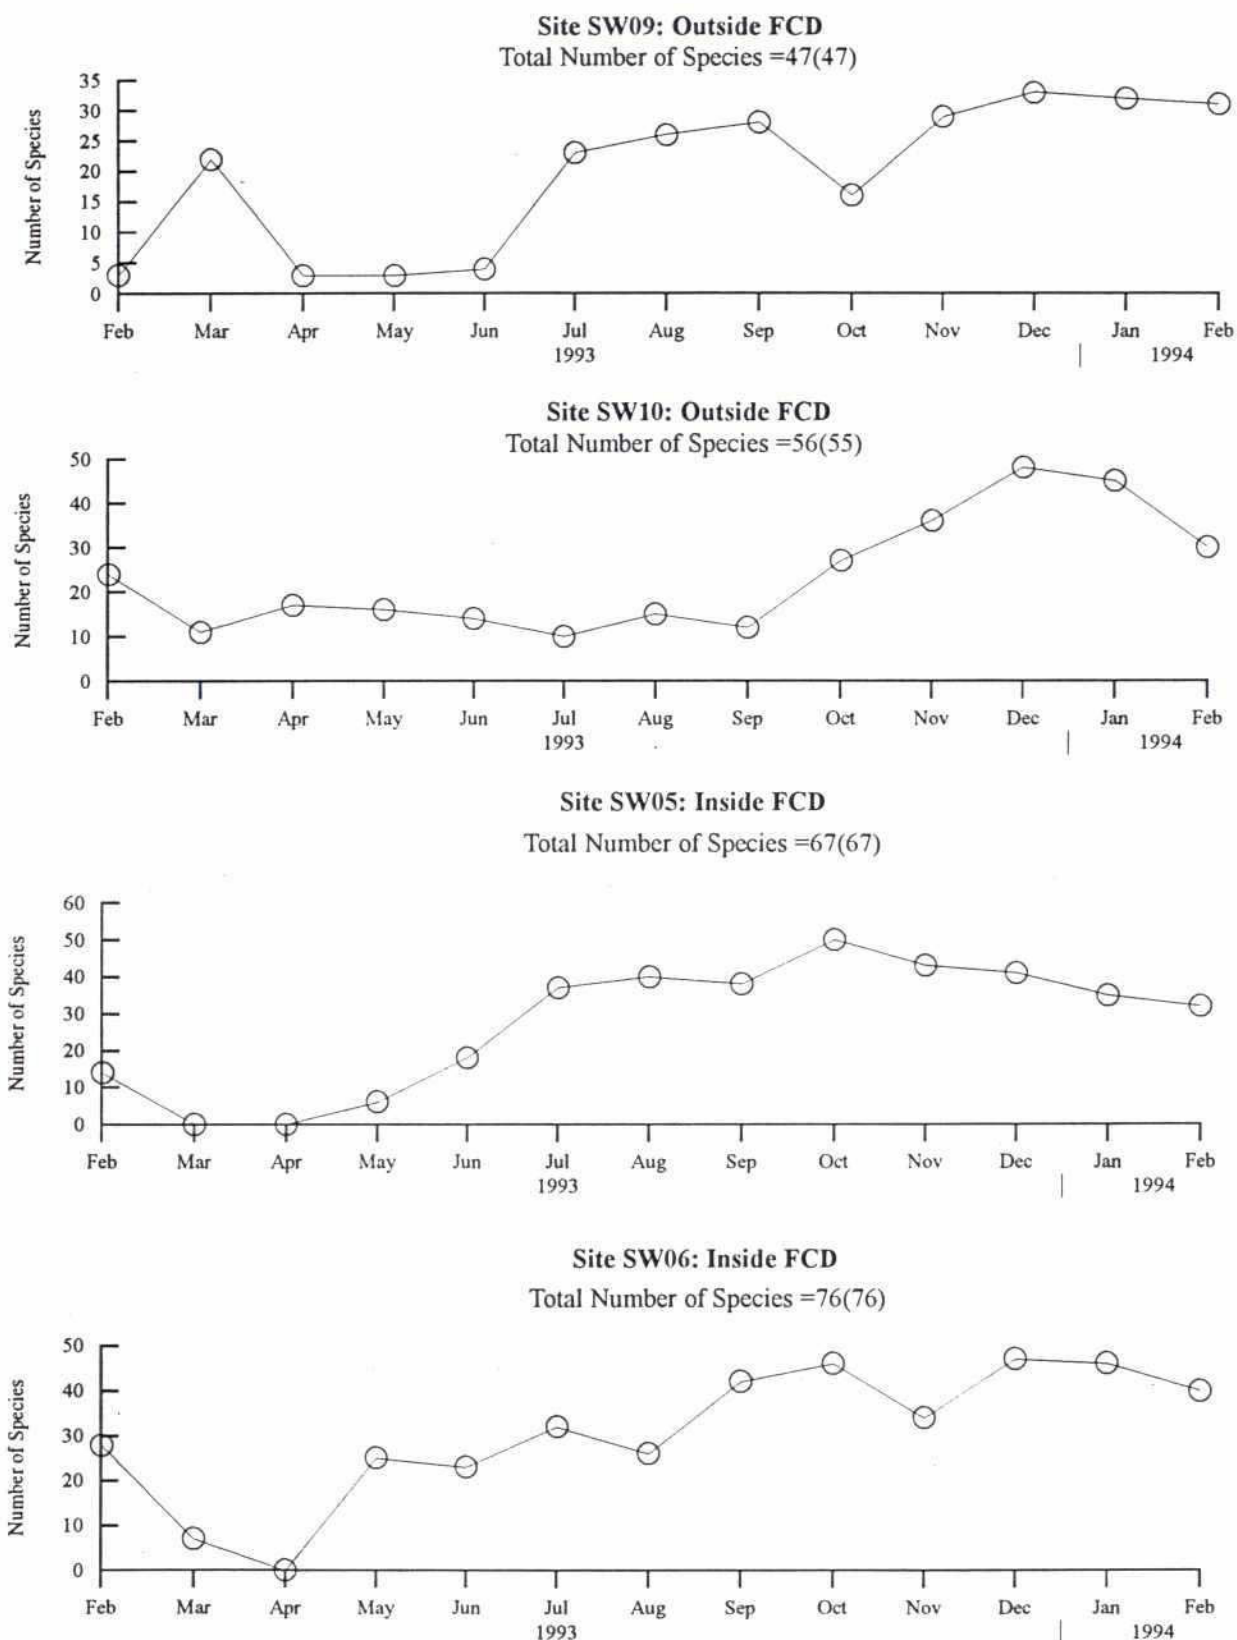 Site SW09: Outside FCD
Total Number of Species =47(47)
Number of Species
35
30
25
20
15
10
5
0
Feb Mar Apr May Jun Jul Aug Sep Oct Nov Dec Jan Feb
1993 | 1994
Site SW10: Outside FCD
Total Number of Species =56(55)
Number of Species
50
40
30
20
10
0
Feb Mar Apr May Jun Jul Aug Sep Oct Nov Dec Jan Feb
1993 | 1994
Site SW05: Inside FCD
Total Number of Species =67(67)
Number of Species
60
50
40
30
20
10
0
Feb Mar Apr May Jun Jul Aug Sep Oct Nov Dec Jan Feb
1993 | 1994
Site SW06: Inside FCD
Total Number of Species =76(76)
Number of Species
50
40
30
20
10
0
Feb Mar Apr May Jun Jul Aug Sep Oct Nov Dec Jan Feb
1993 | 1994